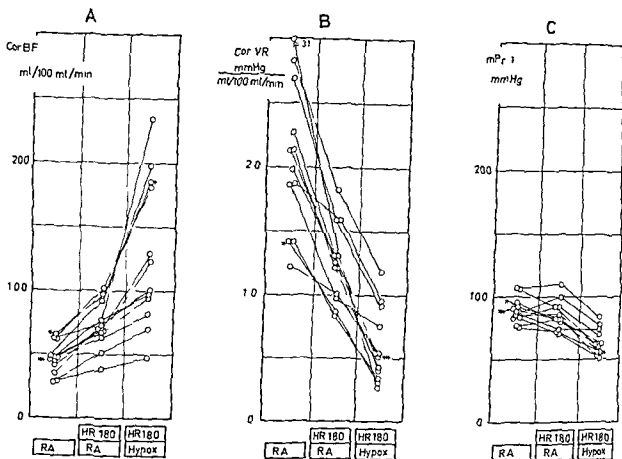 A
B
C
Cor BF
ml/100 ml/min
200
100
0
HR 180
HR 180
RA
RA
Hypox
Cor VR
mmHg
ml/100 ml/min
31
2.0
1.0
0
HR 180
HR 180
RA
RA
Hypox
mmHg
200
100
0
HR 180
HR 180
RA
RA
Hypox